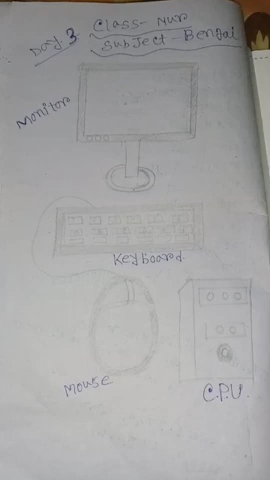 Day. 3
Class- Nur
Subject - Bengal
Monitor
Keyboard
Mouse
C.P.U.